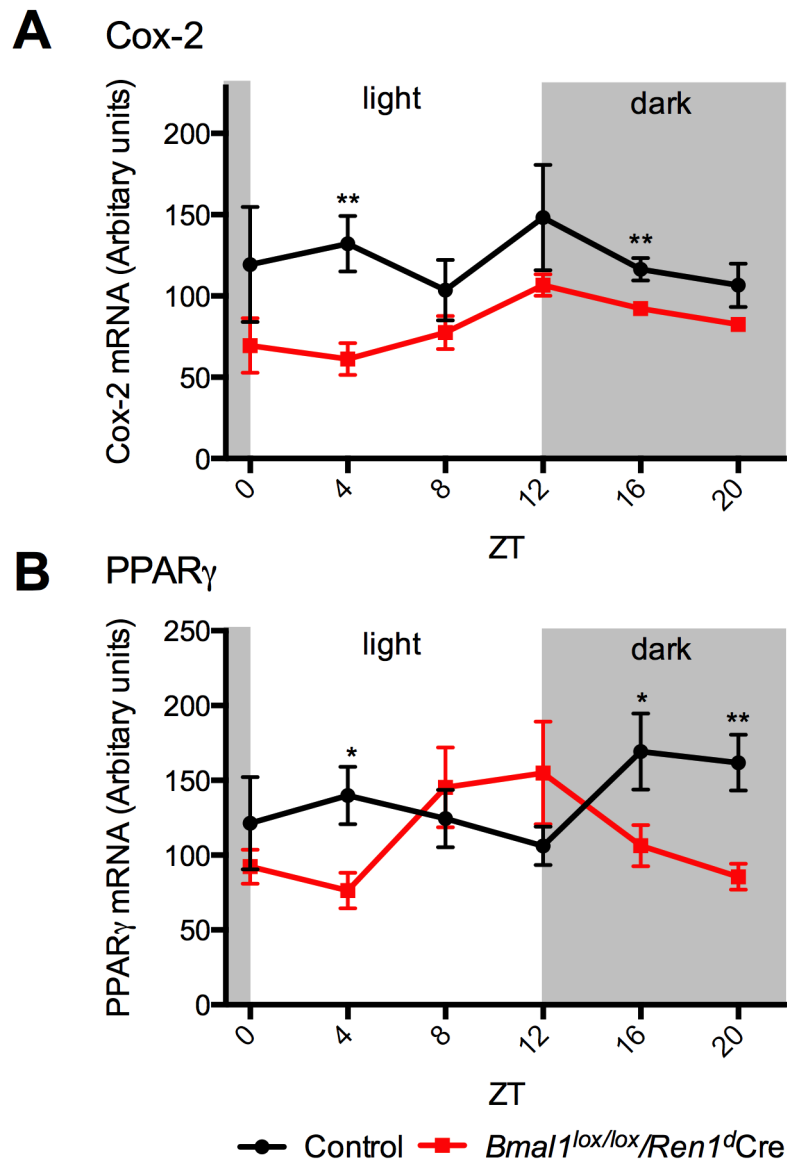 A Cox-2
light dark
Cox-2 mRNA (Arbitary units)
200
150
100
50
0
** **
0 4 8 12 16 20
ZT
B PPARγ
light dark
PPARγ mRNA (Arbitary units)
250
200
150
100
50
0
* * **
0 4 8 12 16 20
ZT
Control Bmal1lox/lox/Ren1dCre